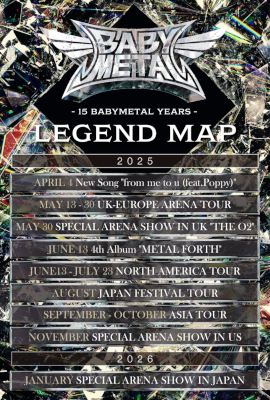 BABY
METAL
- 15 BABYMETAL YEARS -
LEGEND MAP
2025
APRIL 4 New Song "from me to u (feat.Poppy)"
MAY 13 - 30 UK-EUROPE ARENA TOUR
MAY 30 SPECIAL ARENA SHOW IN UK "THE O2"
JUNE 13 4th Album "METAL FORTH"
JUNE13 - JULY 23 NORTH AMERICA TOUR
AUGUST JAPAN FESTIVAL TOUR
SEPTEMBER - OCTOBER ASIA TOUR
NOVEMBER SPECIAL ARENA SHOW IN US
2026
JANUARY SPECIAL ARENA SHOW IN JAPAN